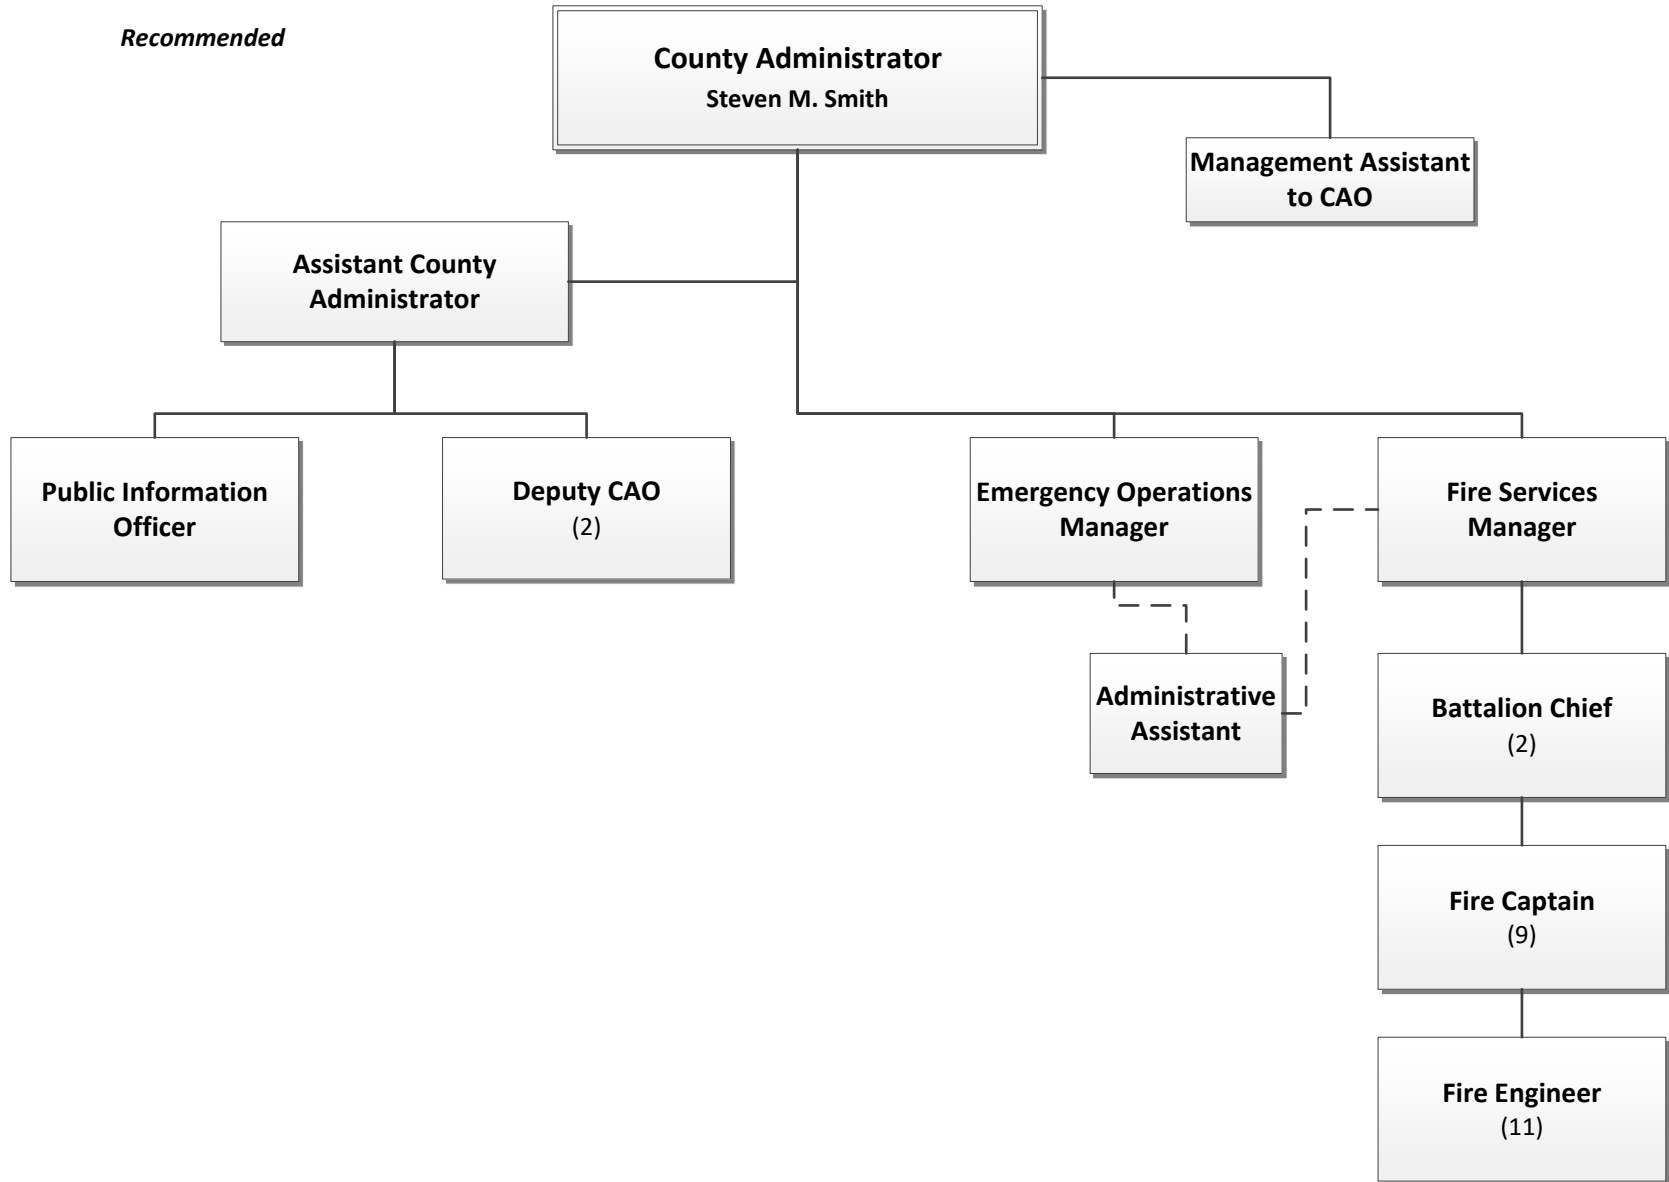 Recommended
County Administrator
Steven M. Smith
Management Assistant
to CAO
Assistant County
Administrator
Public Information
Officer
Deputy CAO
(2)
Emergency Operations
Manager
Fire Services
Manager
Administrative
Assistant
Battalion Chief
(2)
Fire Captain
(9)
Fire Engineer
(11)